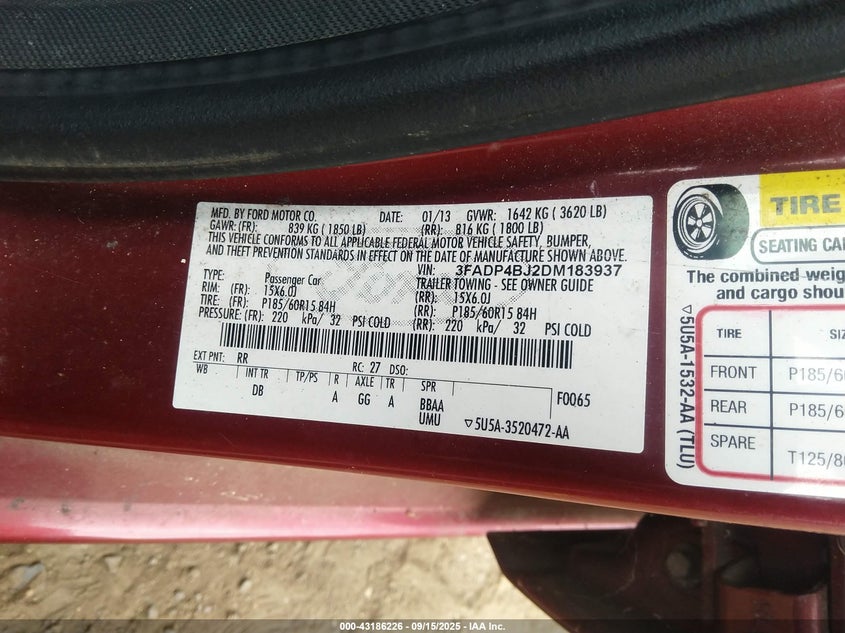 MFD. BY FORD MOTOR CO.
DATE: 01/13 GVWR: 1642 KG ( 3620 LB)
GAWR: (FR): 839 KG ( 1850 LB) (RR): 816 KG ( 1800 LB)
THIS VEHICLE CONFORMS TO ALL APPLICABLE FEDERAL MOTOR VEHICLE SAFETY, BUMPER,
AND THEFT PREVENTION STANDARDS IN EFFECT ON THE DATE OF MANUFACTURE SHOWN ABOVE.
VIN: 3FADP4BJ2DM183937
TYPE: Passenger Car TRAILER TOWING - SEE OWNER GUIDE
RIM: (FR): 15X6.0J (RR): 15X6.0J
TIRE: (FR): P185/60R15 84H (RR): P185/60R15 84H
PRESSURE: (FR): 220 kPa/ 32 PSI COLD (RR): 220 kPa/ 32 PSI COLD
EXT PNT: RR RC: 27 DSO:
WB INT TR TP/PS R AXLE TR SPR
DB A GG A BBAA F0065
UMU ▽5U5A-3520472-AA
TIRE
SEATING CA
The combined weig
and cargo shou
▽5U5A-1532-AA (TLU)
TIRE SIZ
FRONT P185/6
REAR P185/6
SPARE T125/8
000-43186226 - 09/15/2025 - IAA Inc.